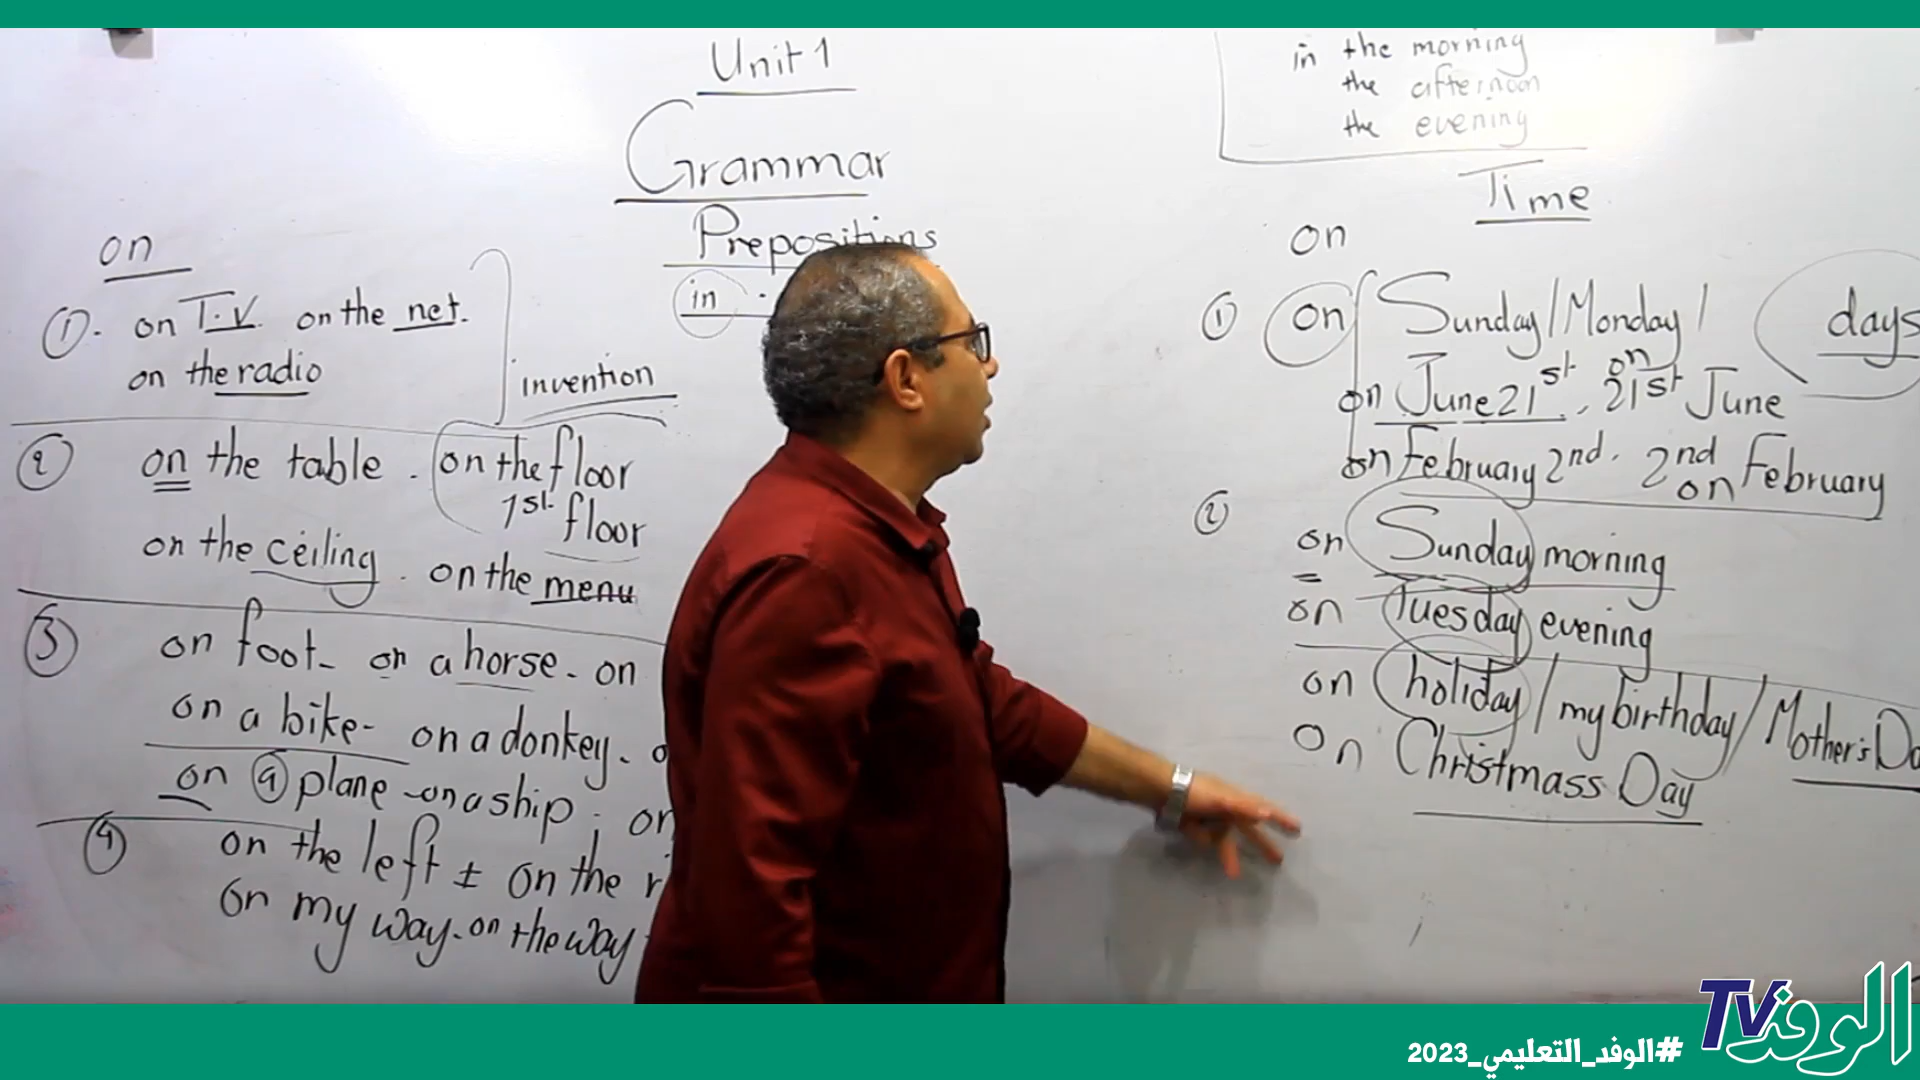 Unit 1
Grammar
Prepositions
in
on
① on T.V. on the net.
on the radio
invention
② on the table. on the floor
1st floor
on the ceiling. on the menu
③ on foot - on a horse - on
on a bike - on a donkey.
on a plane - on a ship. on
④ on the left ± on the
on my way. on the way
in the morning
the afternoon
the evening
Time
on
① on Sunday / Monday / days
on June 21st. on 21st June
on February 2nd. 2nd on February
② on Sunday morning
on Tuesday evening
on holiday / my birthday / Mother's Da
on Christmass Day
الوفد TV
#الوفد_التعليمي_2023